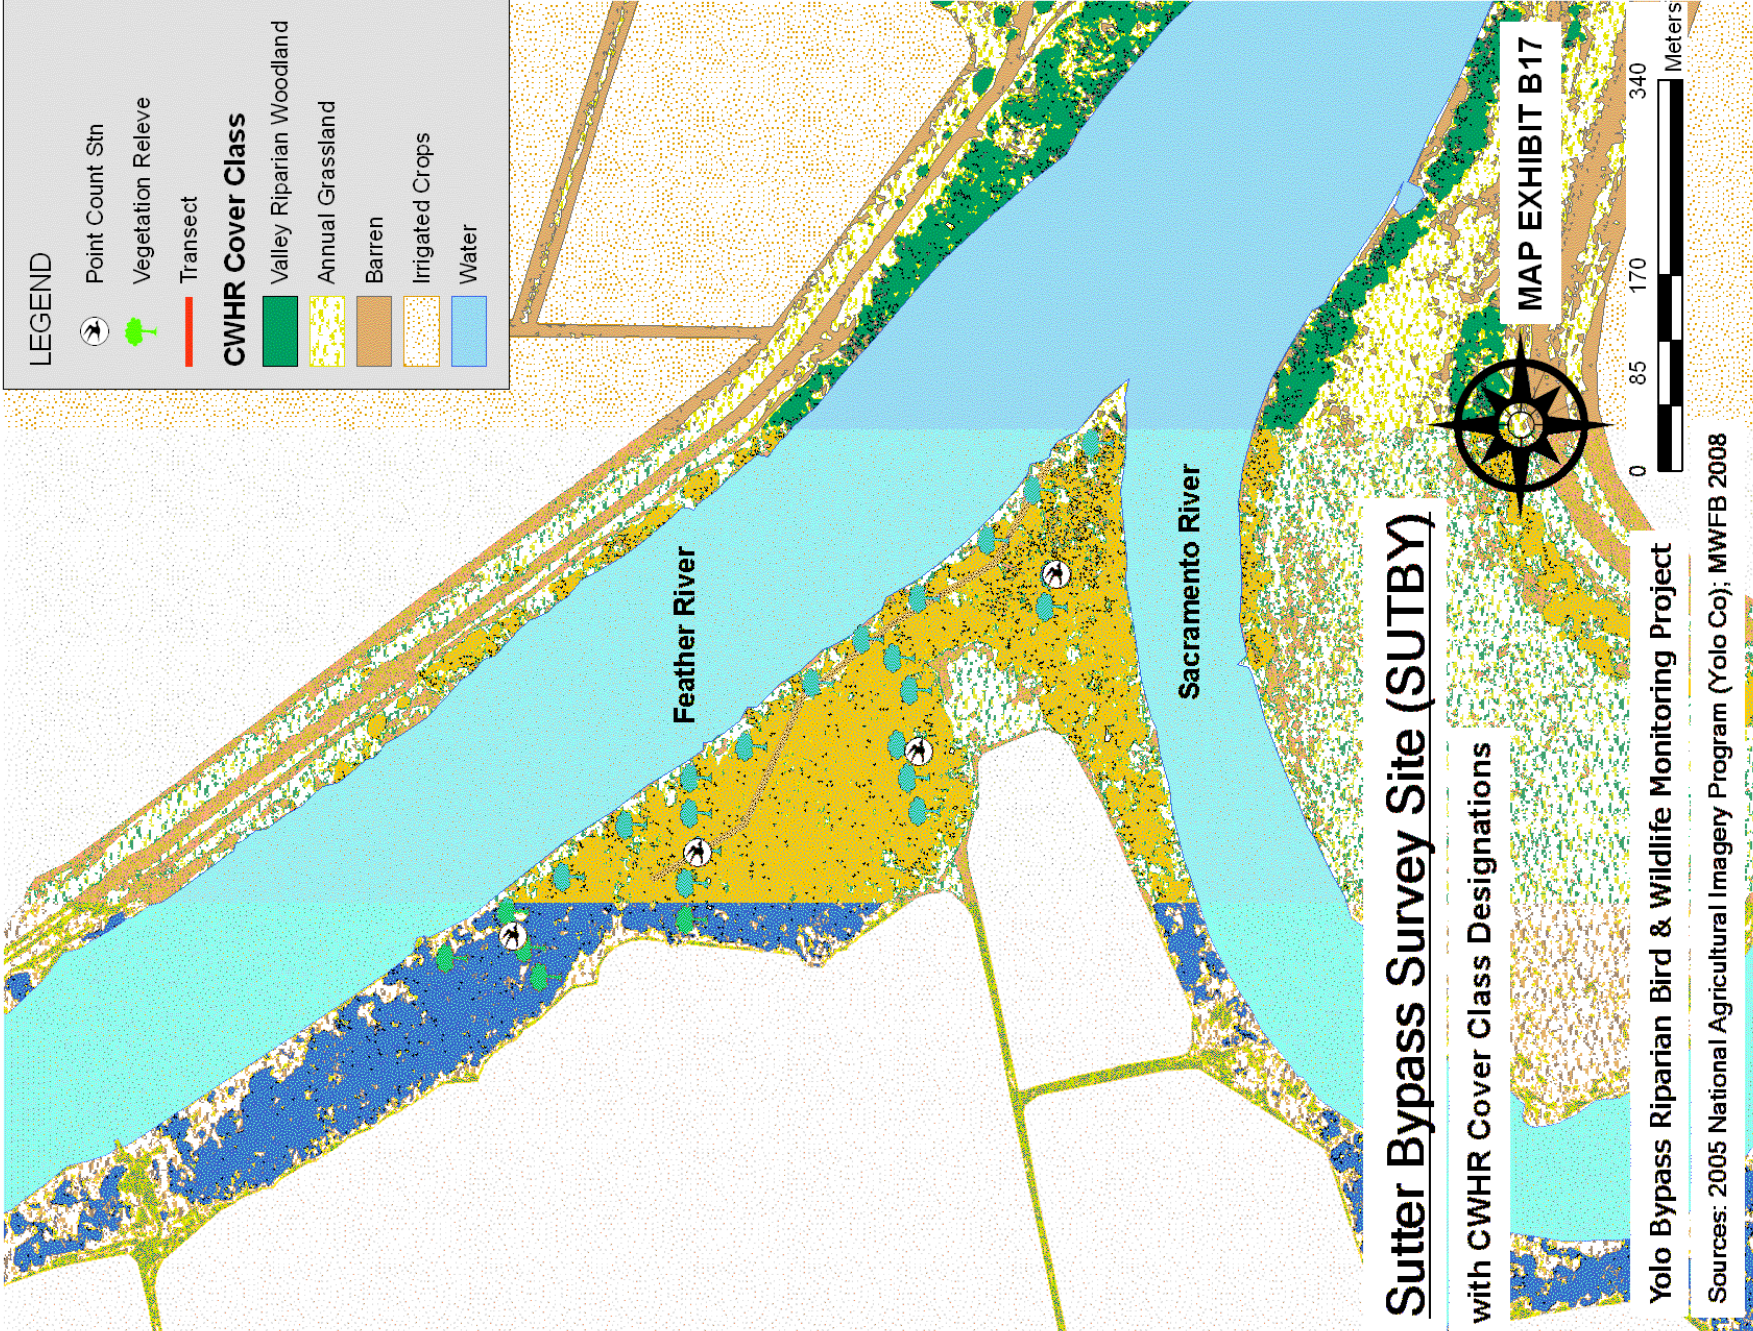 LEGEND
Point Count Stn
Vegetation Releve
Transect
CWHR Cover Class
Valley Riparian Woodland
Annual Grassland
Barren
Irrigated Crops
Water
Feather River
Sacramento River
Sutter Bypass Survey Site (SUTBY)
with CWHR Cover Class Designations
MAP EXHIBIT B17
0 85 170 340
Meters
Yolo Bypass Riparian Bird & Wildlife Monitoring Project
Sources: 2005 National Agricultural Imagery Program (Yolo Co); MWFB 2008